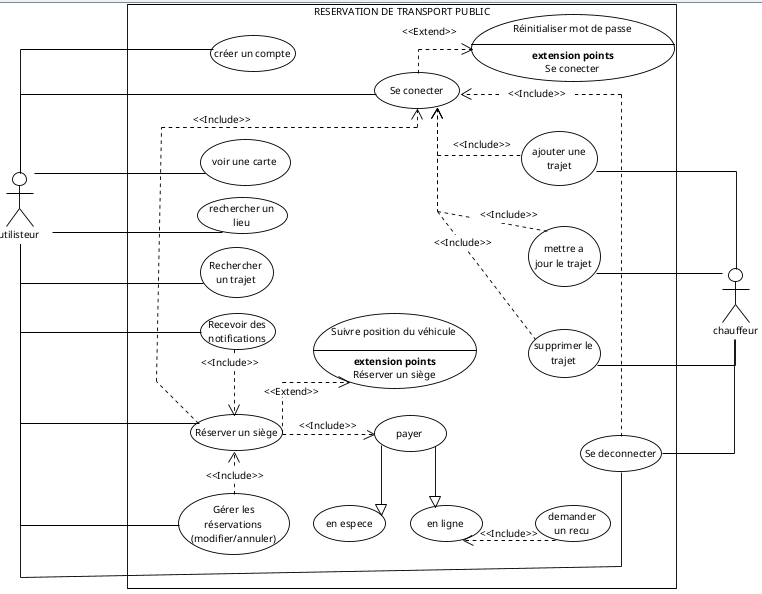 RESERVATION DE TRANSPORT PUBLIC
<<Extend>>
Réinitialiser mot de passe
extension points
Se conecter
créer un compte
Se conecter
<<Include>>
<<Include>>
<<Include>>
voir une carte
ajouter une
trajet
rechercher un
lieu
<<Include>>
utilisteur
<<Include>>
mettre a
jour le trajet
Rechercher
un trajet
chauffeur
Recevoir des
notifications
Suivre position du véhicule
extension points
Réserver un siège
supprimer le
trajet
<<Include>>
<<Extend>>
Réserver un siège
<<Include>>
payer
Se deconnecter
<<Include>>
Gérer les
réservations
(modifier/annuler)
en espece
en ligne
<<Include>>
demander
un recu